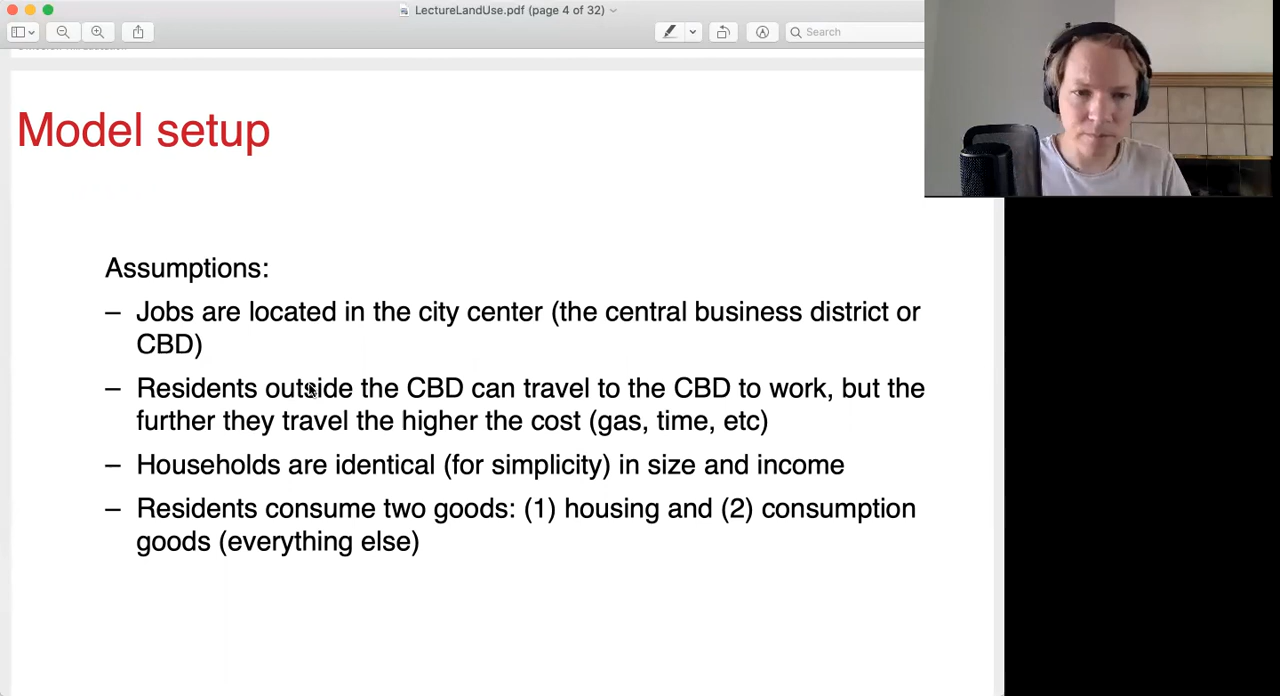 LectureLandUse.pdf (page 4 of 32)
Search
Model setup
Assumptions:
– Jobs are located in the city center (the central business district or
CBD)
– Residents outside the CBD can travel to the CBD to work, but the
further they travel the higher the cost (gas, time, etc)
– Households are identical (for simplicity) in size and income
– Residents consume two goods: (1) housing and (2) consumption
goods (everything else)